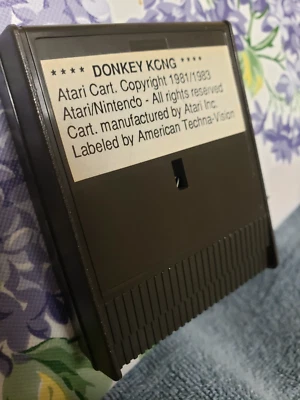 **** DONKEY KONG ****
Atari Cart. Copyright 1981/1983
Atari/Nintendo - All rights reserved
Cart. manufactured by Atari Inc.
Labeled by American Techna-Vision